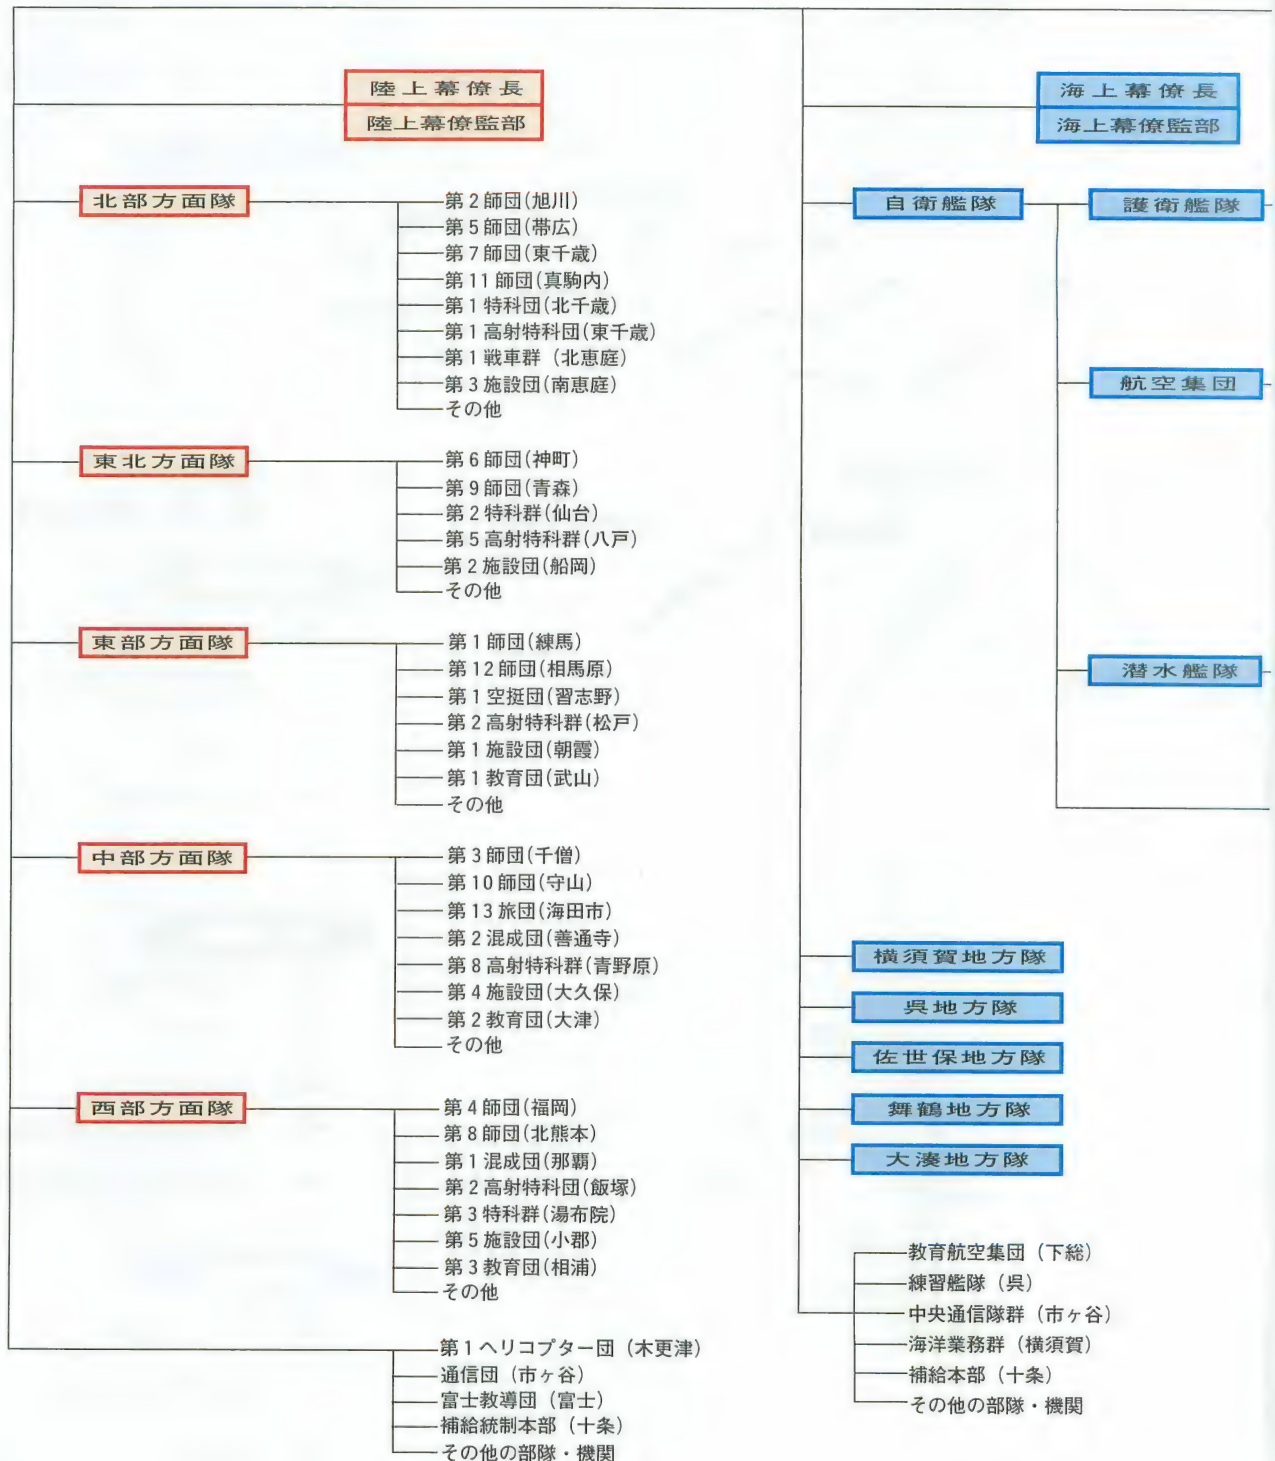 陸上幕僚長
陸上幕僚監部
北部方面隊
第2師団(旭川)
第5師団(帯広)
第7師団(東千歳)
第11師団(真駒内)
第1特科団(北千歳)
第1高射特科団(東千歳)
第1戦車群(北恵庭)
第3施設団(南恵庭)
その他
東北方面隊
第6師団(神町)
第9師団(青森)
第2特科群(仙台)
第5高射特科群(八戸)
第2施設団(船岡)
その他
東部方面隊
第1師団(練馬)
第12師団(相馬原)
第1空挺団(習志野)
第2高射特科群(松戸)
第1施設団(朝霞)
第1教育団(武山)
その他
中部方面隊
第3師団(千僧)
第10師団(守山)
第13旅団(海田市)
第2混成団(善通寺)
第8高射特科群(青野原)
第4施設団(大久保)
第2教育団(大津)
その他
西部方面隊
第4師団(福岡)
第8師団(北熊本)
第1混成団(那覇)
第2高射特科団(飯塚)
第3特科群(湯布院)
第5施設団(小郡)
第3教育団(相浦)
その他
第1ヘリコプター団(木更津)
通信団(市ヶ谷)
富士教導団(富士)
補給統制本部(十条)
その他の部隊・機関
海上幕僚長
海上幕僚監部
自衛艦隊
護衛艦隊
航空集団
潜水艦隊
横須賀地方隊
呉地方隊
佐世保地方隊
舞鶴地方隊
大湊地方隊
教育航空集団(下総)
練習艦隊(呉)
中央通信隊群(市ヶ谷)
海洋業務群(横須賀)
補給本部(十条)
その他の部隊・機関